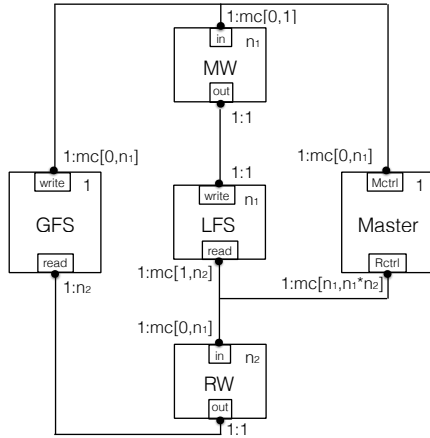 1:mc[0,1]
in
n₁
MW
out
1:1
1:mc[0,n₁]
1:1
1:mc[0,n₁]
write
1
write
n₁
Mctrl
1
GFS
LFS
Master
read
read
Rctrl
1:n₂
1:mc[1,n₂]
1:mc[n₁,n₁*n₂]
1:mc[0,n₁]
in
n₂
RW
out
1:1